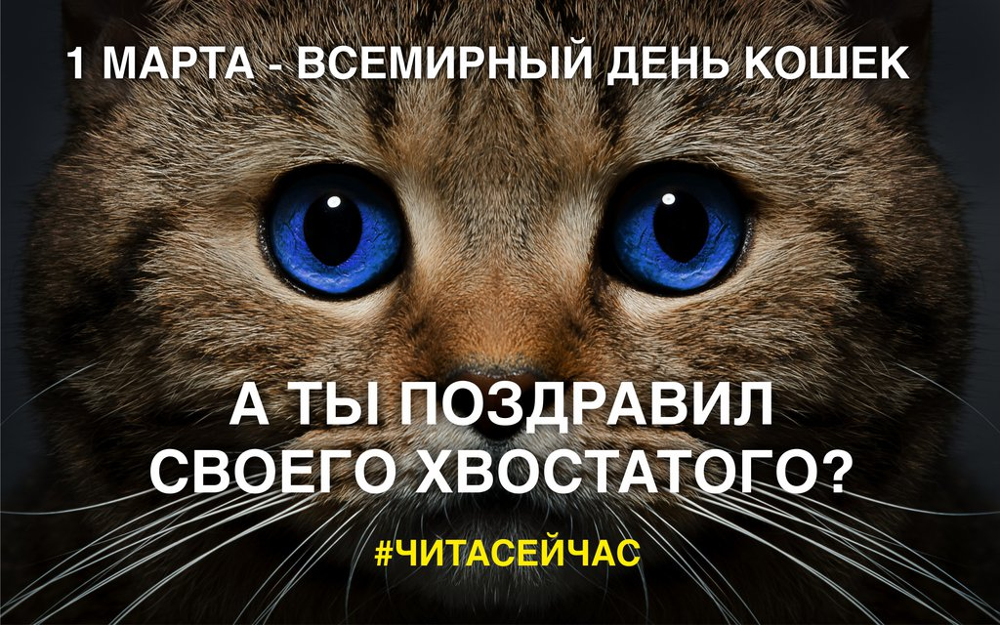 1 МАРТА - ВСЕМИРНЫЙ ДЕНЬ КОШЕК
А ТЫ ПОЗДРАВИЛ
СВОЕГО ХВОСТАТОГО?
#ЧИТАСЕЙЧАС